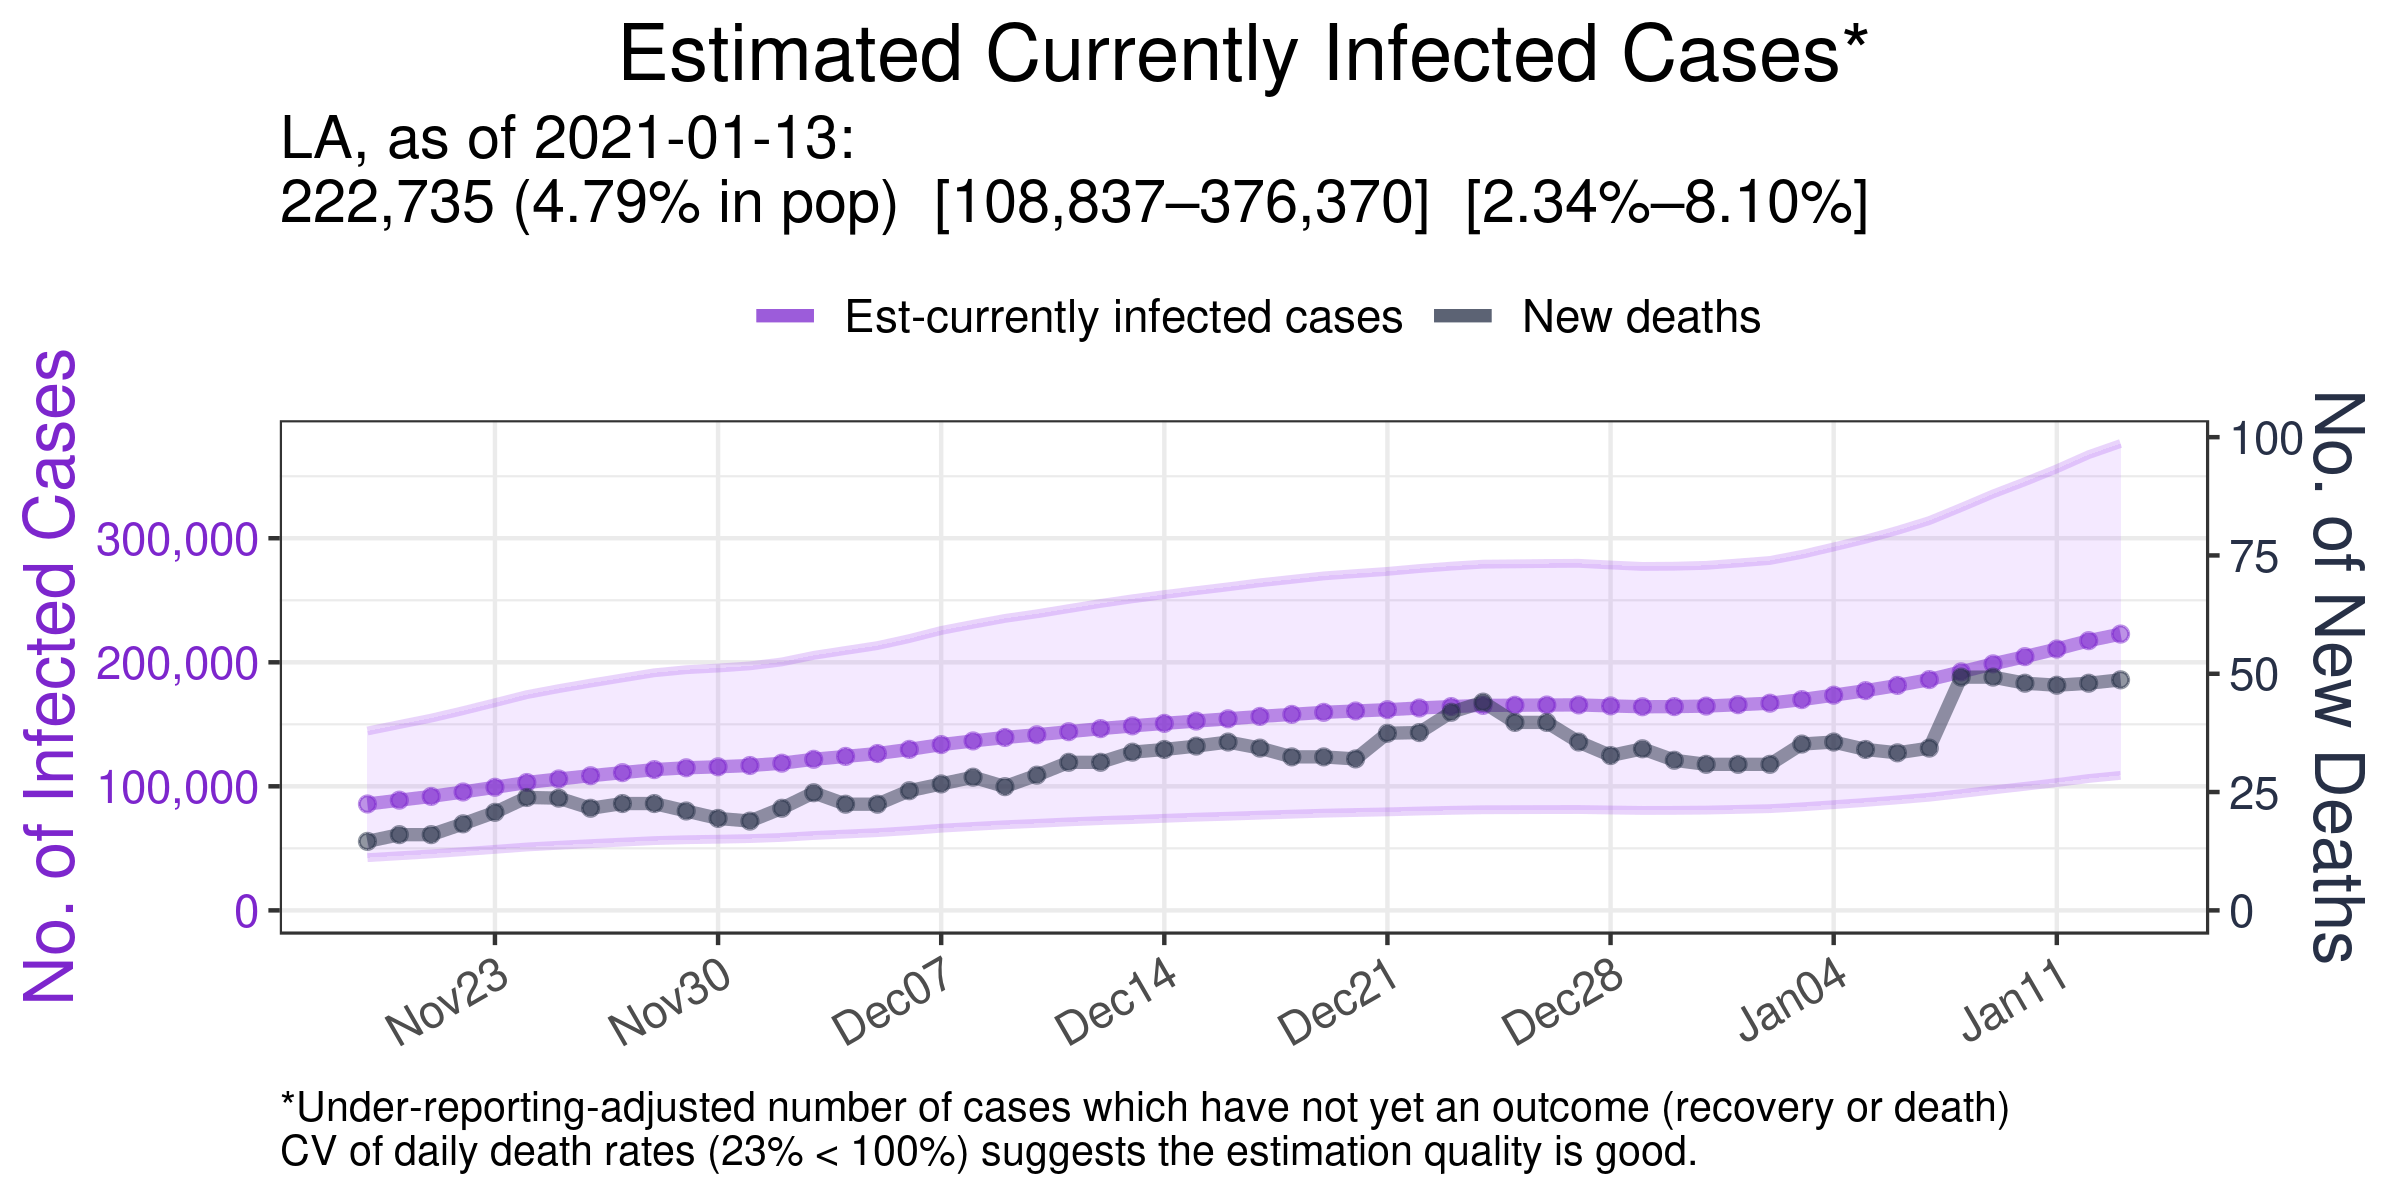 Estimated Currently Infected Cases*
LA, as of 2021-01-13:
222,735 (4.79% in pop)  [108,837–376,370]  [2.34%–8.10%]
Est-currently infected cases
New deaths
No. of Infected Cases
300,000
200,000
100,000
0
100
75
50
25
0
No. of New Deaths
Nov23
Nov30
Dec07
Dec14
Dec21
Dec28
Jan04
Jan11
*Under-reporting-adjusted number of cases which have not yet an outcome (recovery or death)
CV of daily death rates (23% < 100%) suggests the estimation quality is good.